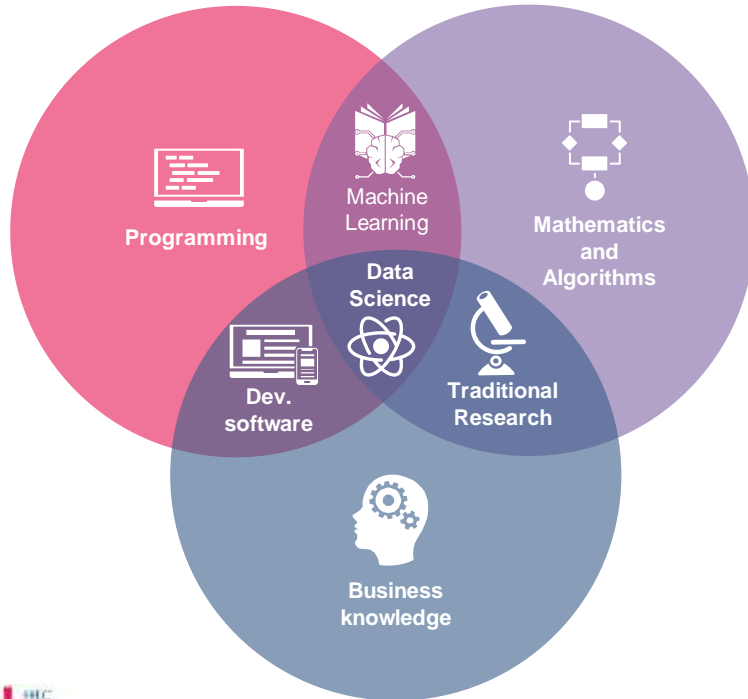 Machine
Learning
Programming
Mathematics
and
Algorithms
Data
Science
Dev.
software
Traditional
Research
Business
knowledge